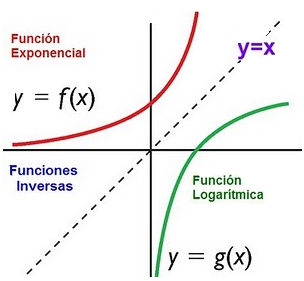 Función
Exponencial
y=x
y = f(x)
Funciones
Inversas
Función
Logarítmica
y = g(x)